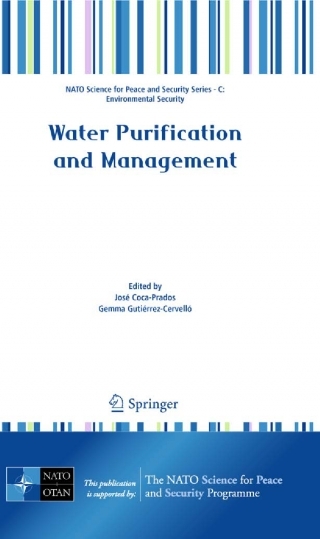 NATO Science for Peace and Security Series - C:
Environmental Security
Water Purification
and Management
Edited by
José Coca-Prados
Gemma Gutiérrez-Cervelló
Springer
NATO
OTAN
This publication
is supported by:
The NATO Science for Peace
and Security Programme